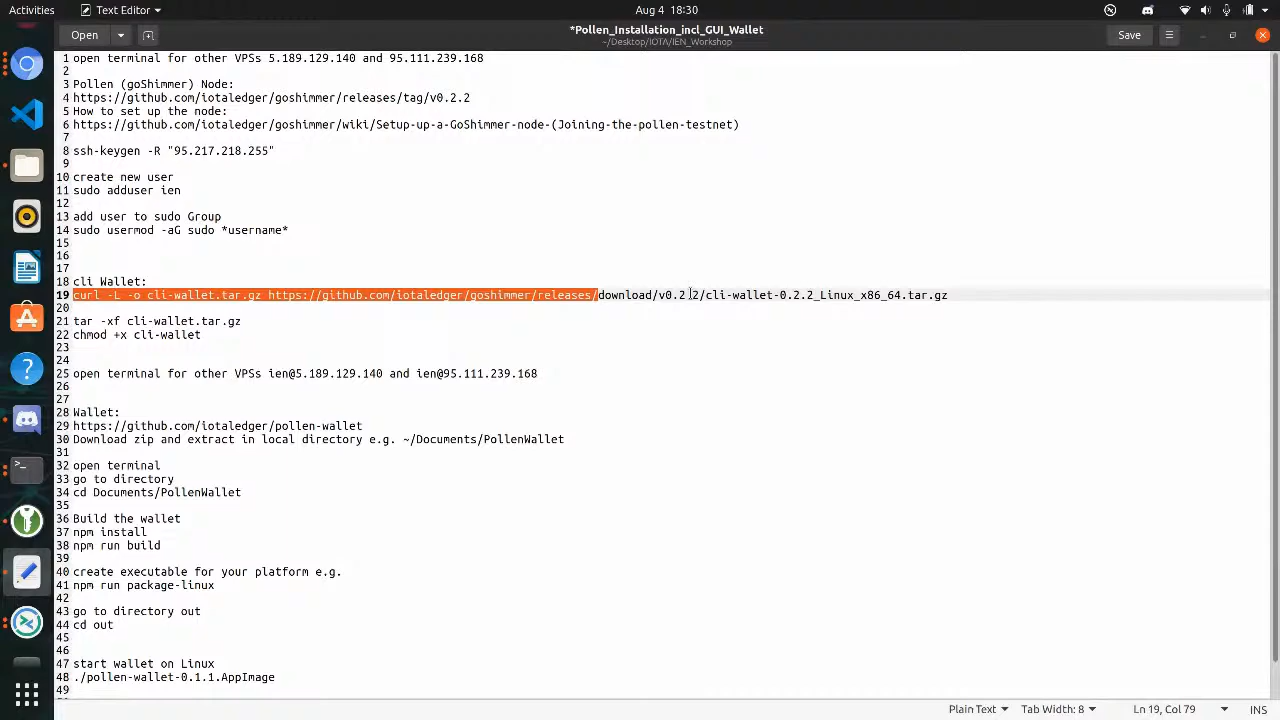 Activities
Text Editor
Aug 4 18:30
Open
*Pollen_Installation_incl_GUI_Wallet
~/Desktop/IOTA/IEN_Workshop
Save
1 open terminal for other VPSs 5.189.129.140 and 95.111.239.168
2
3 Pollen (goShimmer) Node:
4 https://github.com/iotaledger/goshimmer/releases/tag/v0.2.2
5 How to set up the node:
6 https://github.com/iotaledger/goshimmer/wiki/Setup-up-a-GoShimmer-node-(Joining-the-pollen-testnet)
7
8 ssh-keygen -R "95.217.218.255"
9
10 create new user
11 sudo adduser ien
12
13 add user to sudo Group
14 sudo usermod -aG sudo *username*
15
16
17
18 cli Wallet:
19 curl -L -o cli-wallet.tar.gz https://github.com/iotaledger/goshimmer/releases/download/v0.2.2/cli-wallet-0.2.2_Linux_x86_64.tar.gz
20
21 tar -xf cli-wallet.tar.gz
22 chmod +x cli-wallet
23
24
25 open terminal for other VPSs ien@5.189.129.140 and ien@95.111.239.168
26
27
28 Wallet:
29 https://github.com/iotaledger/pollen-wallet
30 Download zip and extract in local directory e.g. ~/Documents/PollenWallet
31
32 open terminal
33 go to directory
34 cd Documents/PollenWallet
35
36 Build the wallet
37 npm install
38 npm run build
39
40 create executable for your platform e.g.
41 npm run package-linux
42
43 go to directory out
44 cd out
45
46
47 start wallet on Linux
48 ./pollen-wallet-0.1.1.AppImage
49
Plain Text
Tab Width: 8
Ln 19, Col 79
INS